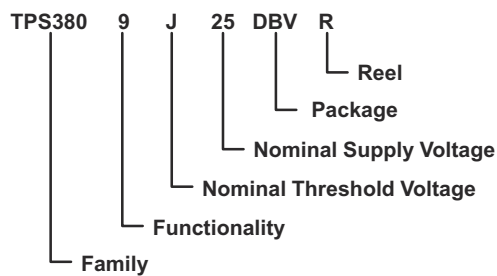 TPS380 9 J 25 DBV R
Reel
Package
Nominal Supply Voltage
Nominal Threshold Voltage
Functionality
Family